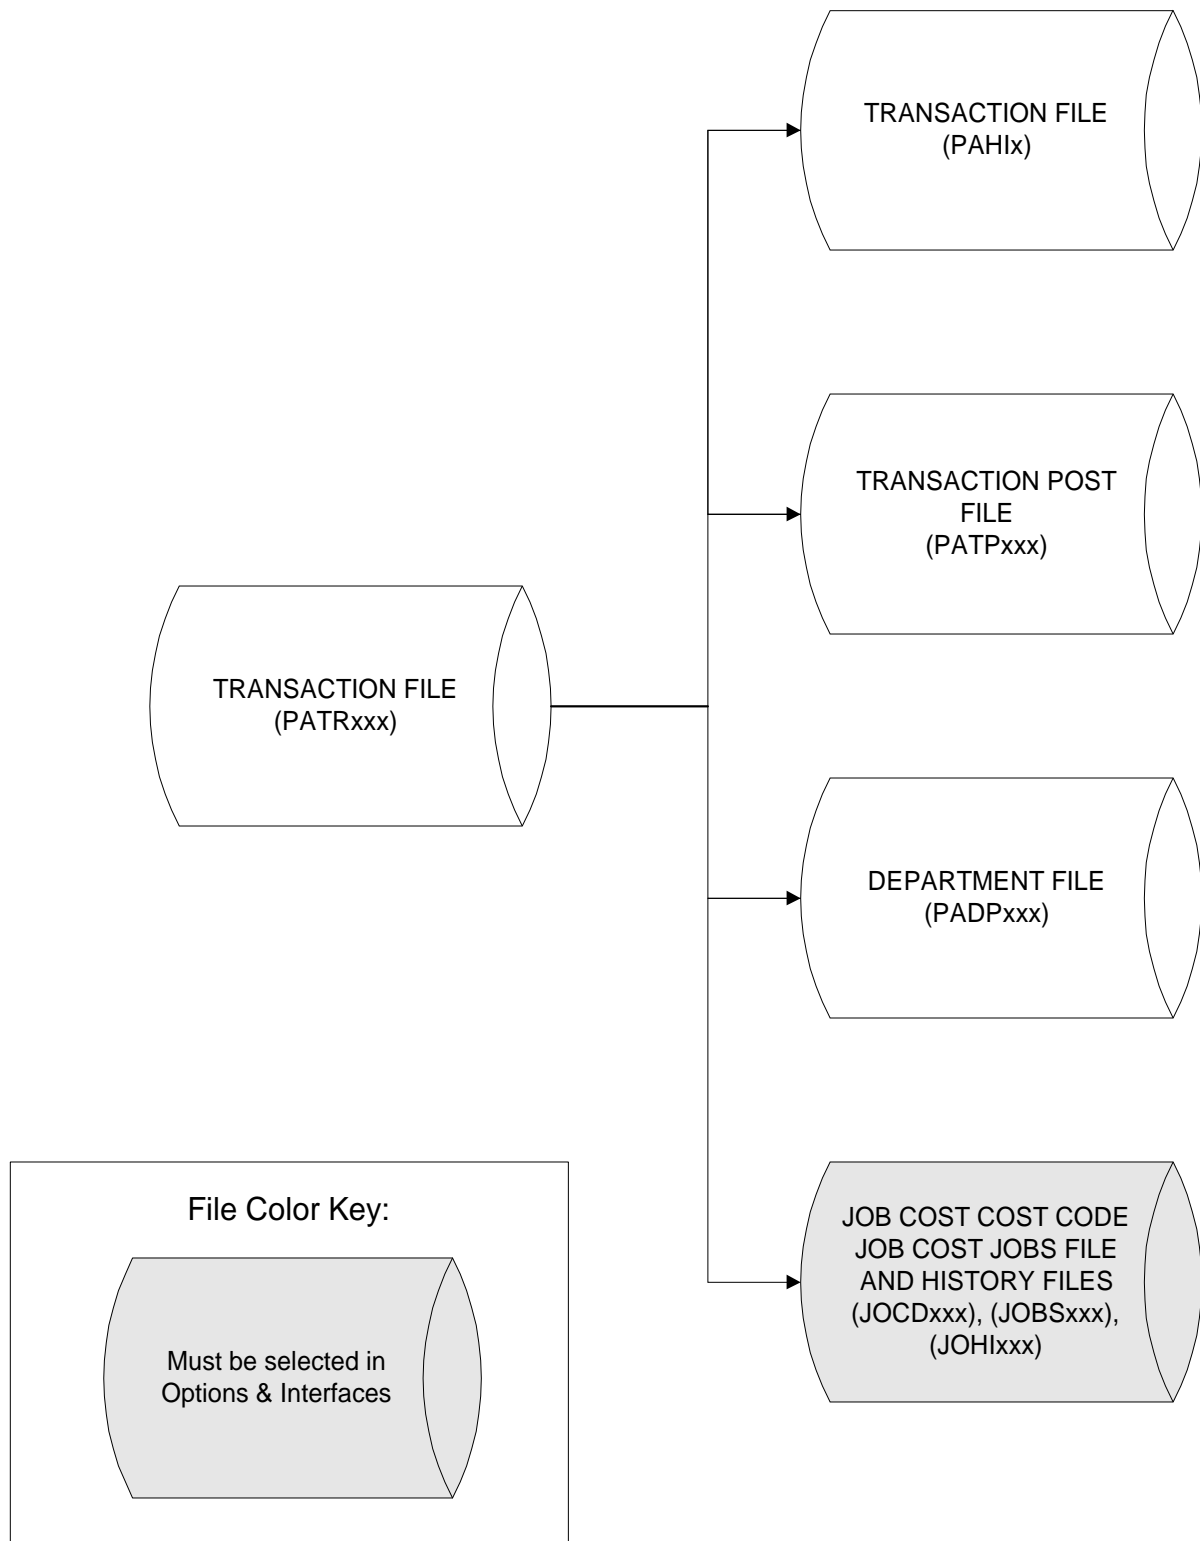 TRANSACTION FILE
(PAHIx)
TRANSACTION POST
FILE
(PATPxxx)
TRANSACTION FILE
(PATRxxx)
DEPARTMENT FILE
(PADPxxx)
JOB COST COST CODE
JOB COST JOBS FILE
AND HISTORY FILES
(JOCDxxx), (JOBSxxx),
(JOHIxxx)
File Color Key:
Must be selected in
Options & Interfaces